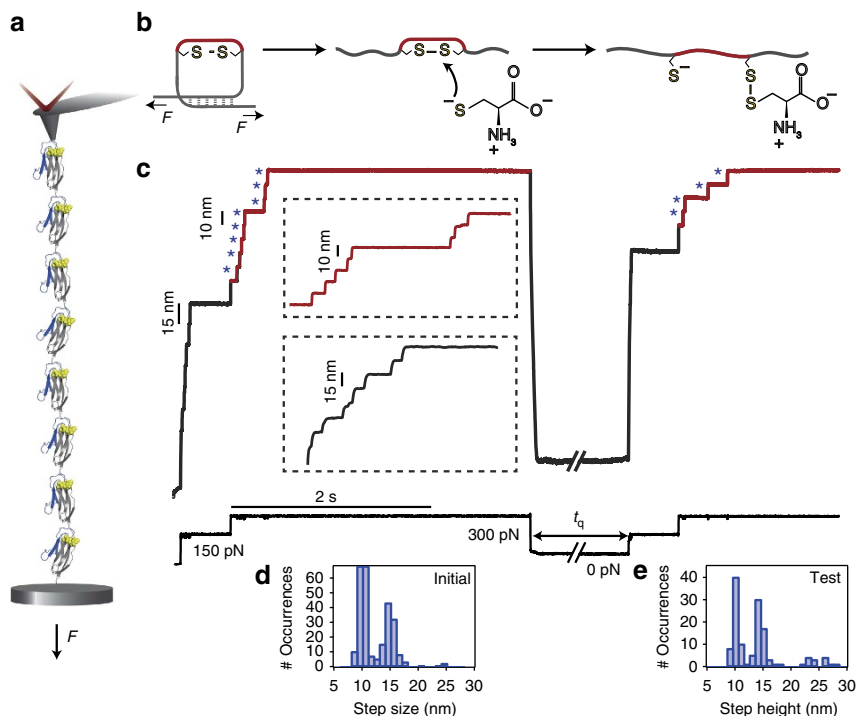 a
b
S - S
S – S
S
–
S
S
S
–
S
O
O –
NH3
+
O
O –
NH3
+
F
F
c
10 nm
15 nm
* * * * * * * *
* * *
10 nm
15 nm
2 s
150 pN
300 pN
tq
0 pN
F
d
Initial
# Occurrences
60
50
40
30
20
10
0
5 10 15 20 25 30
Step size (nm)
e
Test
# Occurrences
40
30
20
10
0
5 10 15 20 25 30
Step height (nm)